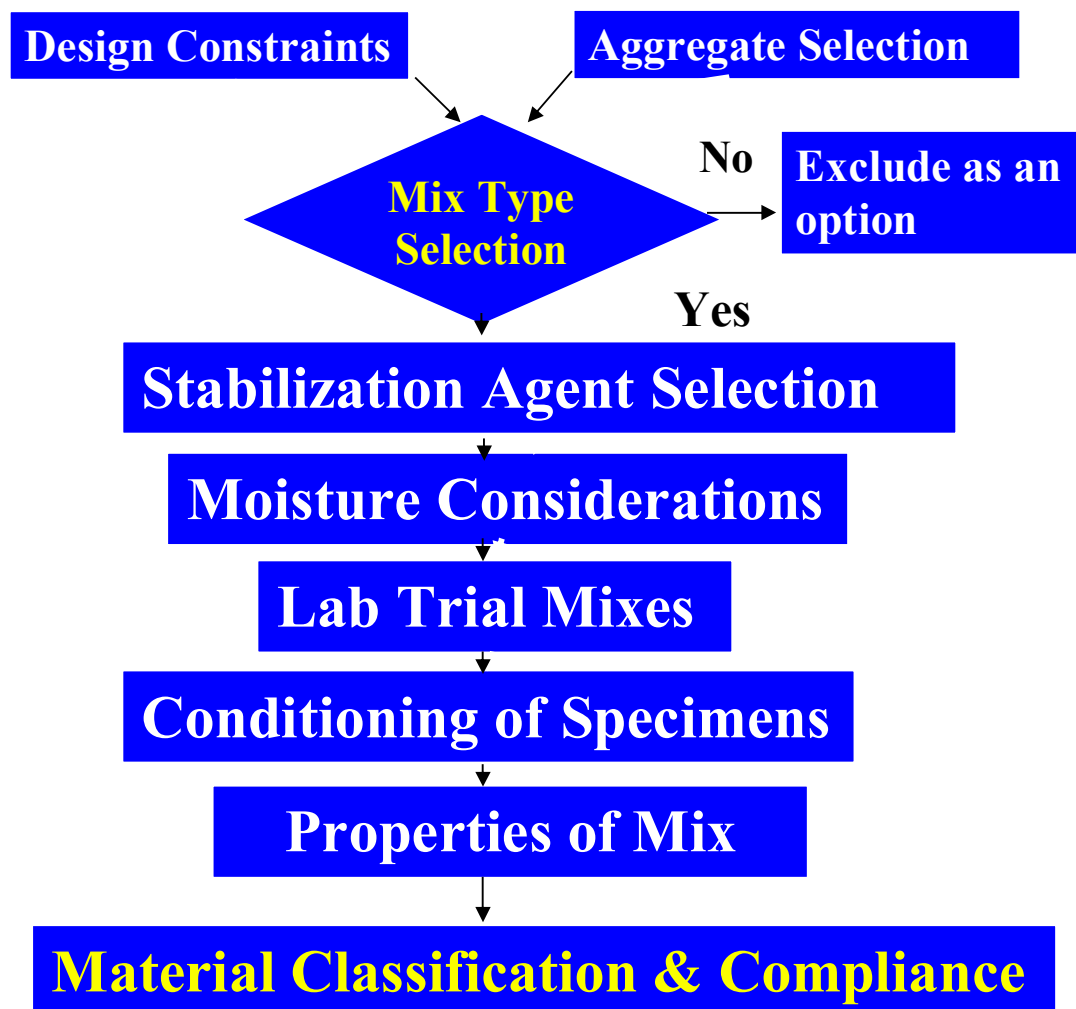 Design Constraints
Aggregate Selection
Mix Type
Selection
No
Exclude as an
option
Yes
Stabilization Agent Selection
Moisture Considerations
Lab Trial Mixes
Conditioning of Specimens
Properties of Mix
Material Classification & Compliance